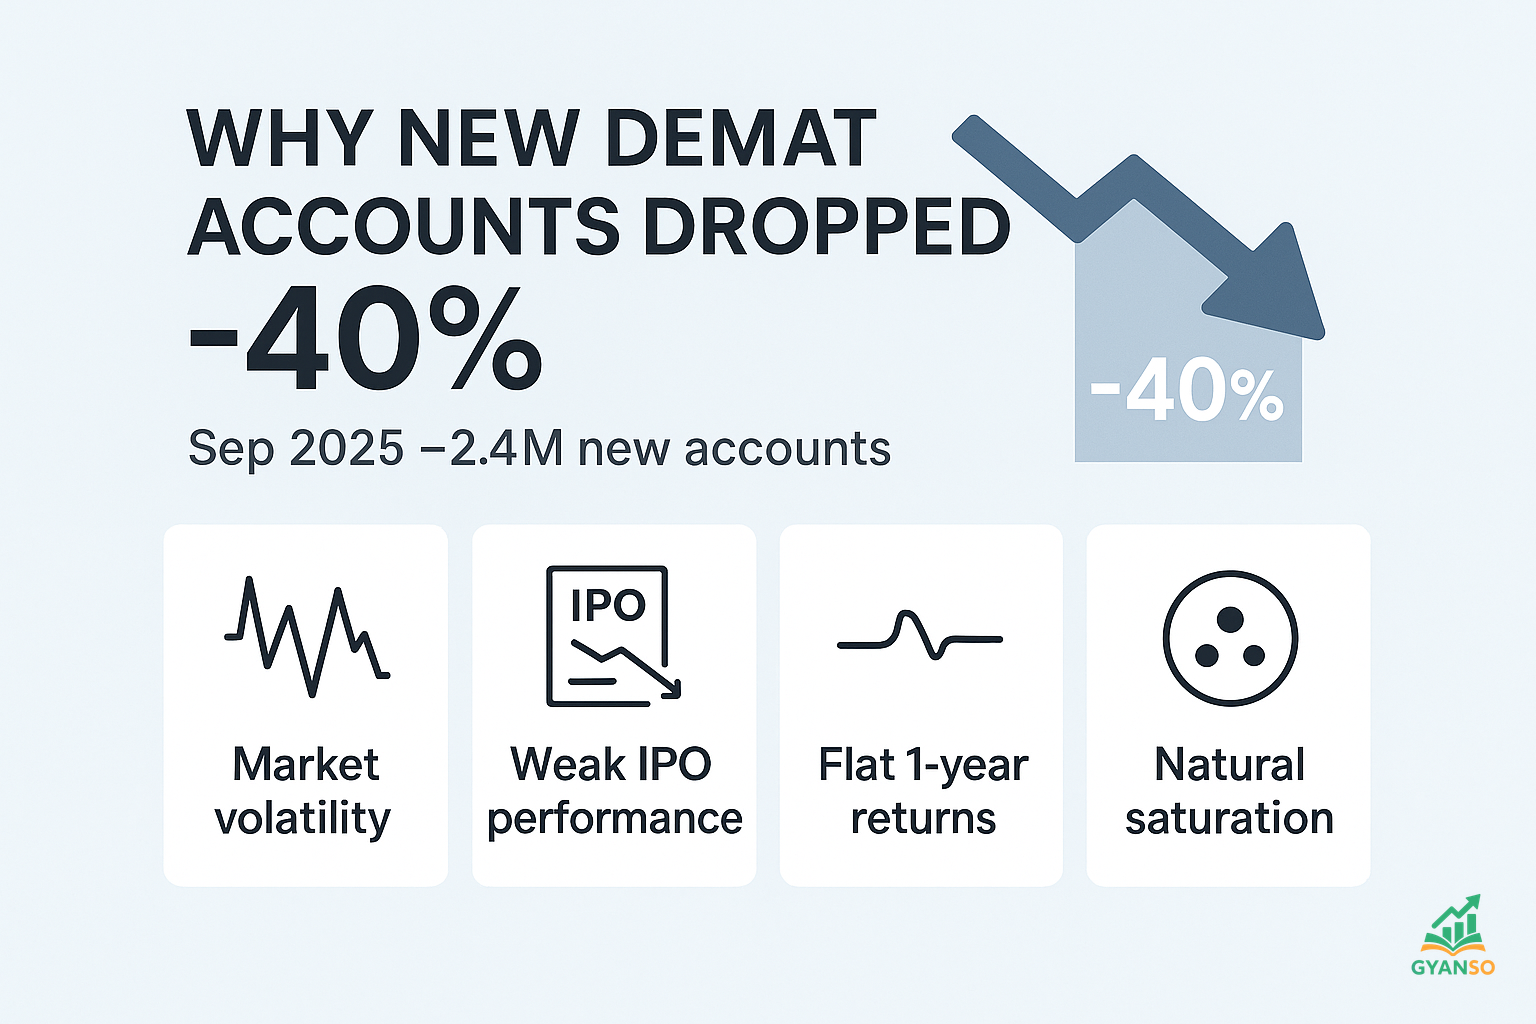 WHY NEW DEMAT
ACCOUNTS DROPPED
-40%
Sep 2025 –2.4M new accounts
-40%
Market
volatility
IPO
Weak IPO
performance
Flat 1-year
returns
Natural
saturation
GYANSO